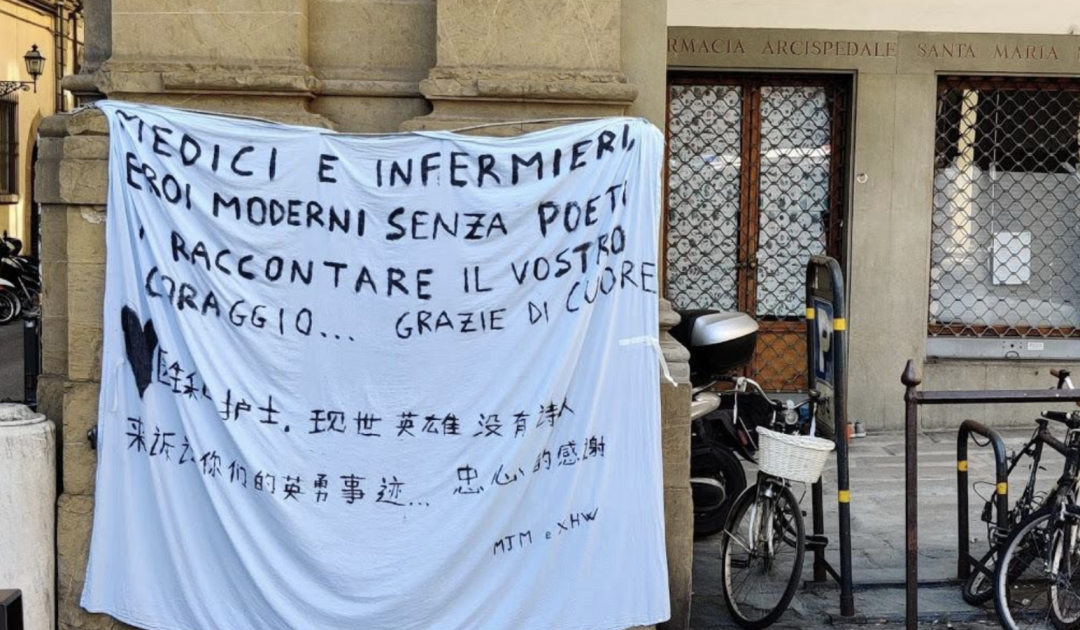 MEDICI E INFERMIERI,
EROI MODERNI SENZA POETI
RACCONTARE IL VOSTRO
CORAGGIO... GRAZIE DI CUORE
医生和护士。现世英雄没有诗人
来诉说你们的英勇事迹... 忠心的感谢
MJM e XHW
RMACIA ARCISPEDALE SANTA MARIA
P